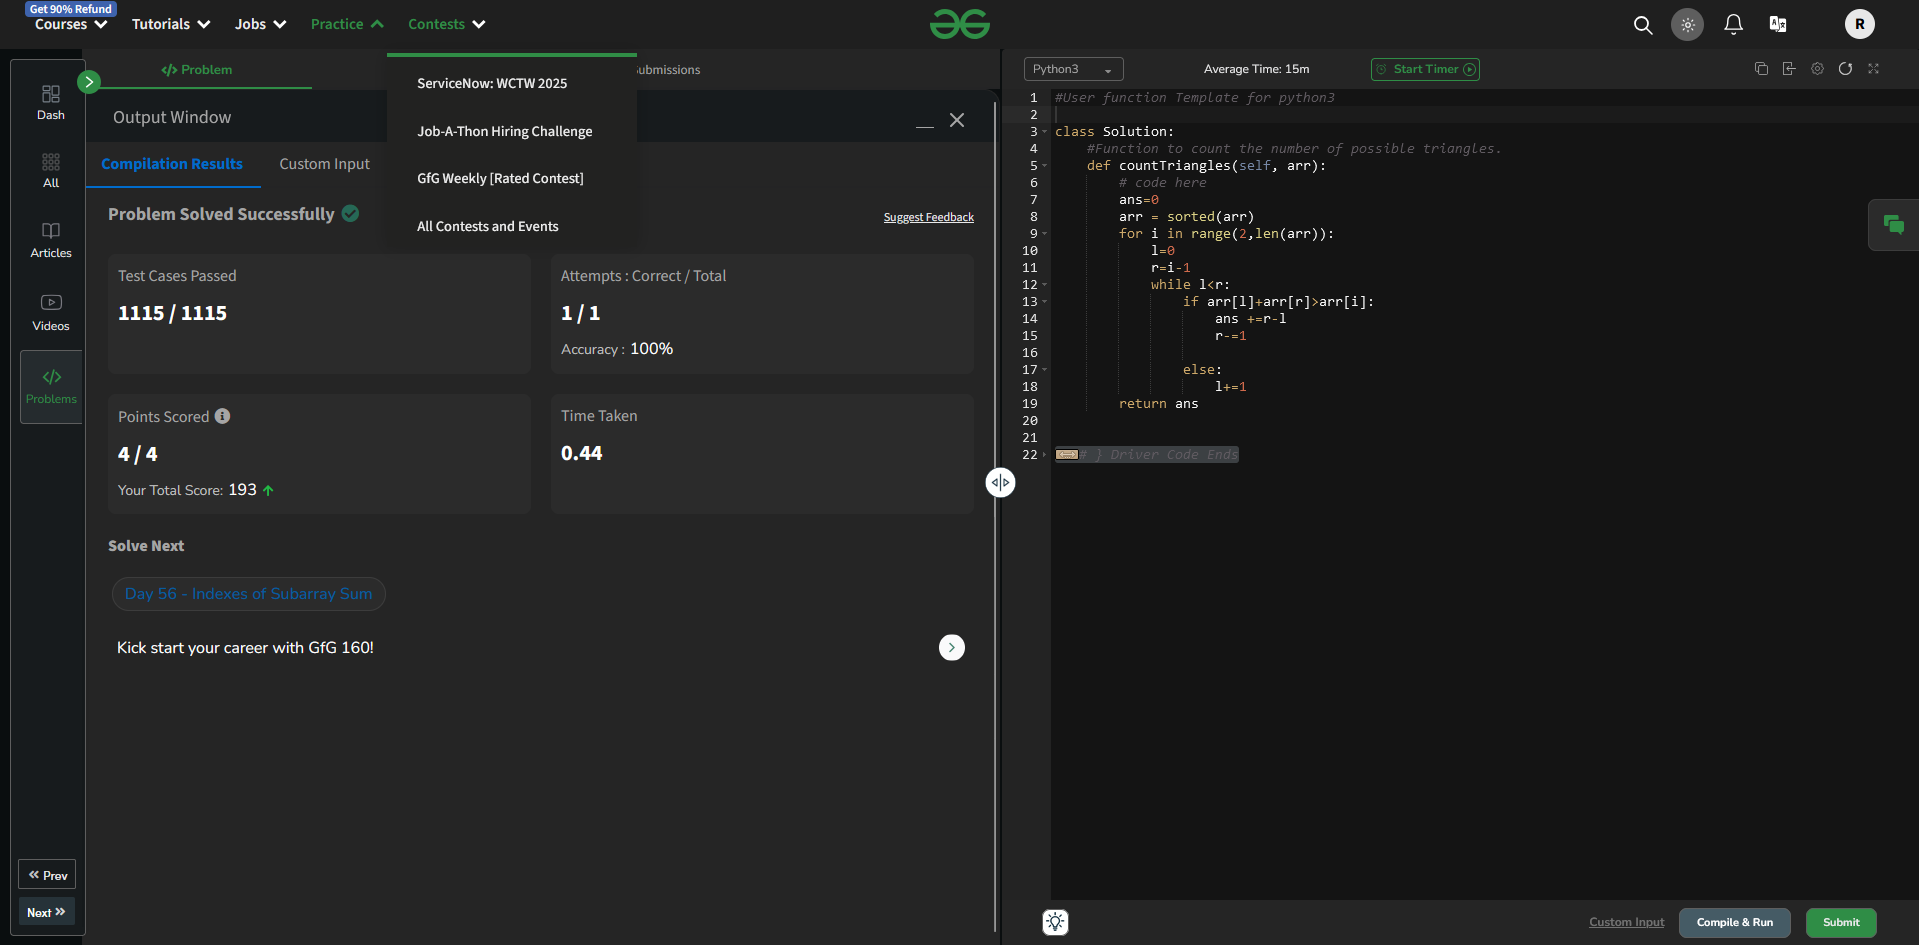 Get 90% Refund
Courses
Tutorials
Jobs
Practice
Contests
R
Dash
All
Articles
Videos
Problems
Prev
Next
</> Problem
ServiceNow: WCTW 2025
Job-A-Thon Hiring Challenge
GfG Weekly [Rated Contest]
All Contests and Events
Output Window
Compilation Results
Custom Input
Problem Solved Successfully
Suggest Feedback
Test Cases Passed
1115 / 1115
Attempts : Correct / Total
1 / 1
Accuracy : 100%
Points Scored
4 / 4
Your Total Score: 193
Time Taken
0.44
Solve Next
Day 56 - Indexes of Subarray Sum
Kick start your career with GfG 160!
Python3
Average Time: 15m
Start Timer
1 #User function Template for python3
2
3 class Solution:
4 #Function to count the number of possible triangles.
5 def countTriangles(self, arr):
6 # code here
7 ans=0
8 arr = sorted(arr)
9 for i in range(2,len(arr)):
10 l=0
11 r=i-1
12 while l<r:
13 if arr[l]+arr[r]>arr[i]:
14 ans +=r-l
15 r-=1
16
17 else:
18 l+=1
19 return ans
20
21
22 # } Driver Code Ends
Custom Input
Compile & Run
Submit